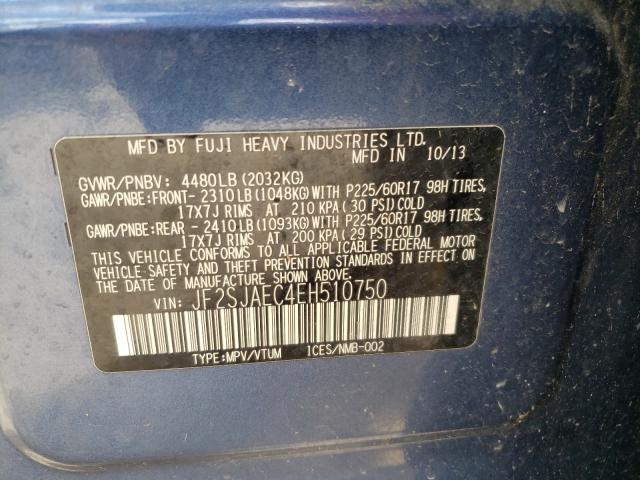 MFD BY FUJI HEAVY INDUSTRIES LTD.
MFD IN 10/13
GVWR/PNBV: 4480LB(2032KG)
GAWR/PNBE:FRONT- 2310LB(1048KG)WITH P225/60R17 98H TIRES,
17X7J RIMS AT 210 KPA( 30 PSI)COLD
GAWR/PNBE:REAR - 2410LB(1093KG)WITH P225/60R17 98H TIRES,
17X7J RIMS AT 200 KPA( 29 PSI)COLD
THIS VEHICLE CONFORMS TO ALL APPLICABLE FEDERAL MOTOR
VEHICLE SAFETY AND THEFT PREVENTION STANDARDS IN EFFECT ON
THE DATE OF MANUFACTURE SHOWN ABOVE.
VIN: JF2SJAEC4EH510750
TYPE:MPV/VTUM ICES/NMB-002